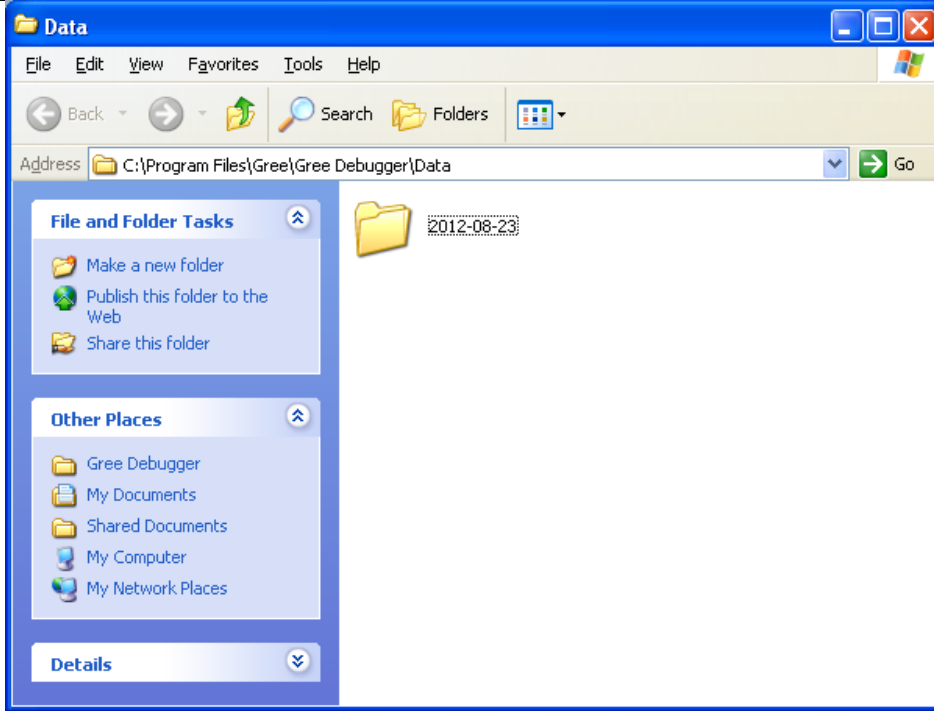 Data
File Edit View Favorites Tools Help
Back Search Folders
Address C:\Program Files\Gree\Gree Debugger\Data Go
File and Folder Tasks
Make a new folder
Publish this folder to the
Web
Share this folder
Other Places
Gree Debugger
My Documents
Shared Documents
My Computer
My Network Places
Details
2012-08-23